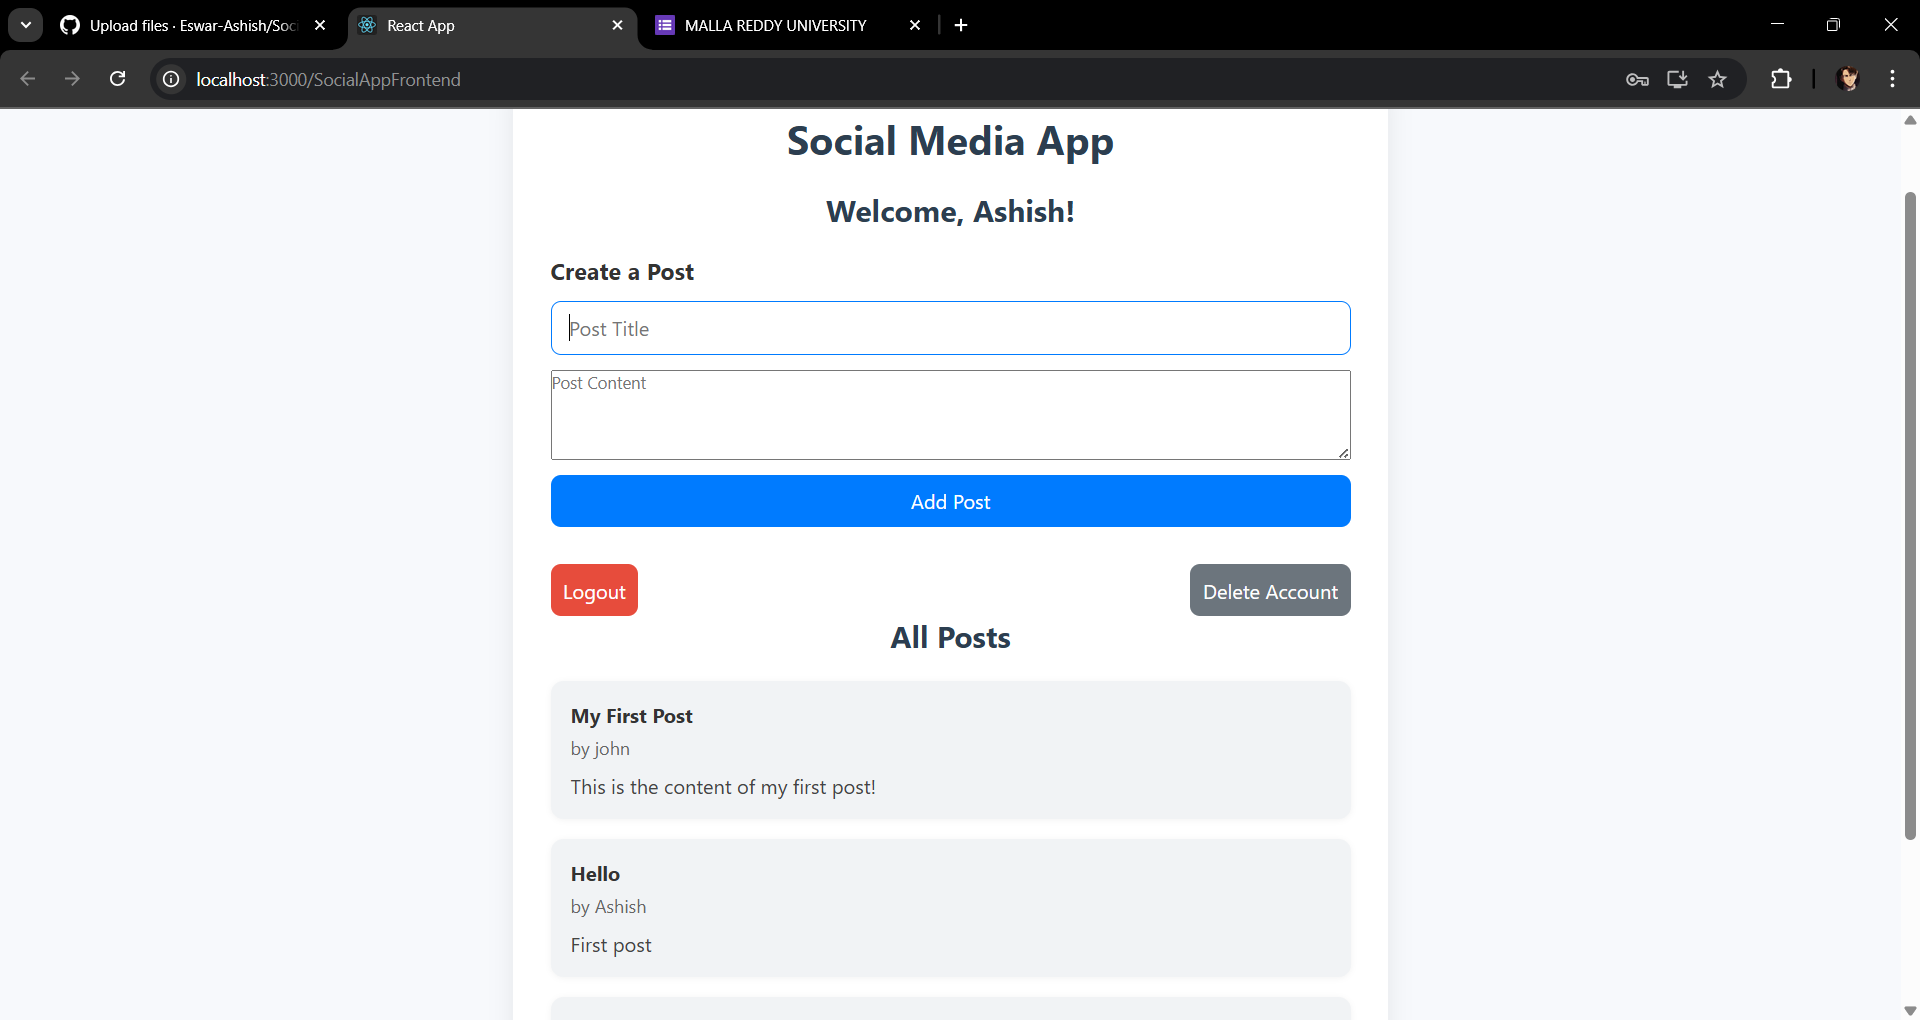 Upload files · Eswar-Ashish/Soc
React App
MALLA REDDY UNIVERSITY
localhost:3000/SocialAppFrontend
Social Media App
Welcome, Ashish!
Create a Post
Post Title
Post Content
Add Post
Logout
Delete Account
All Posts
My First Post
by john
This is the content of my first post!
Hello
by Ashish
First post